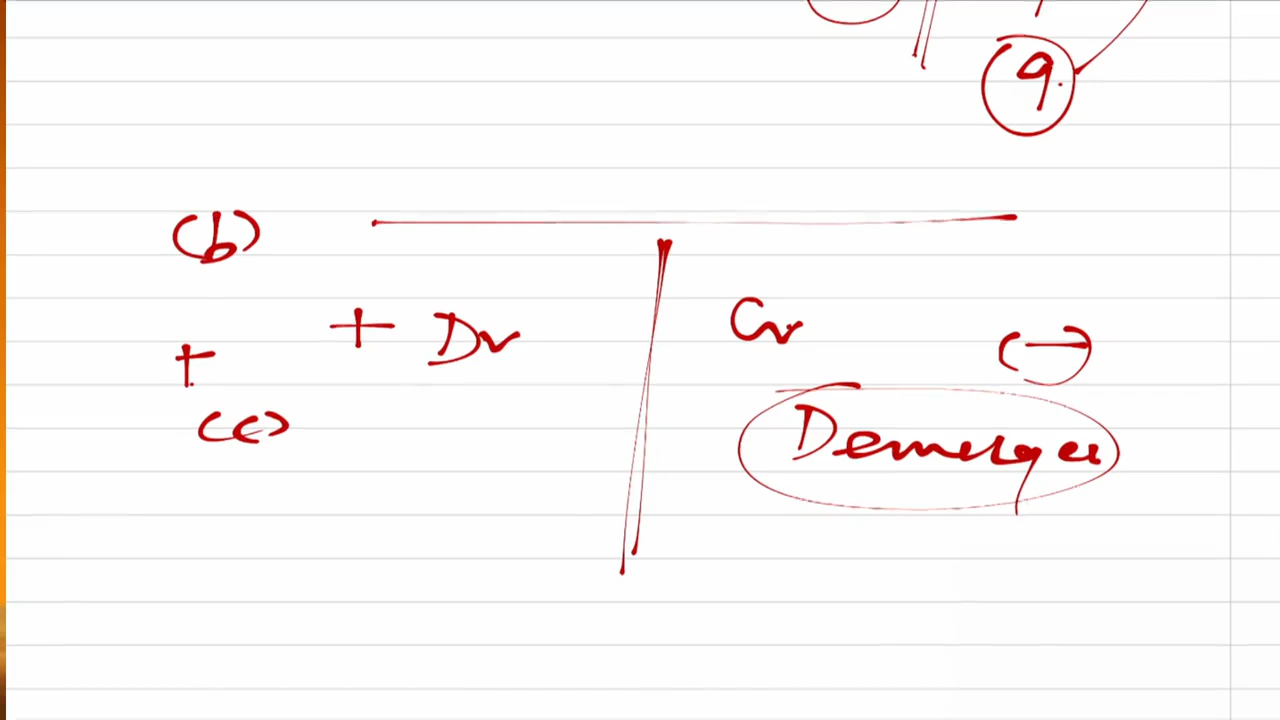 (9.
(b)
+ Dr Cr (-)
+
(c) Demerger